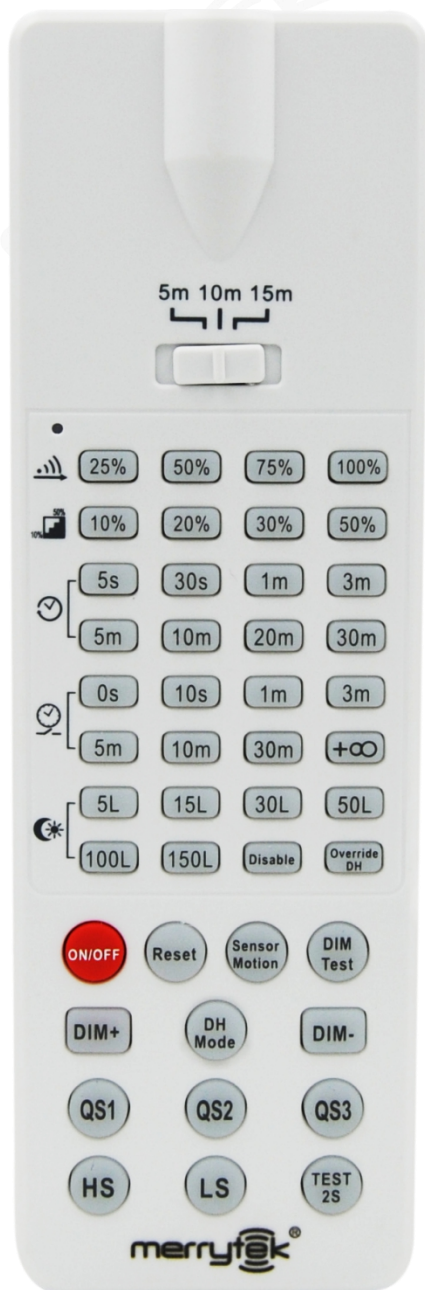 5m 10m 15m
25% 50% 75% 100%
50%
10%
10% 20% 30% 50%
5s 30s 1m 3m
5m 10m 20m 30m
0s 10s 1m 3m
5m 10m 30m +∞
5L 15L 30L 50L
100L 150L Disable Override DH
ON/OFF Reset Sensor Motion DIM Test
DIM+ DH Mode DIM-
QS1 QS2 QS3
HS LS TEST 2S
merrytek®